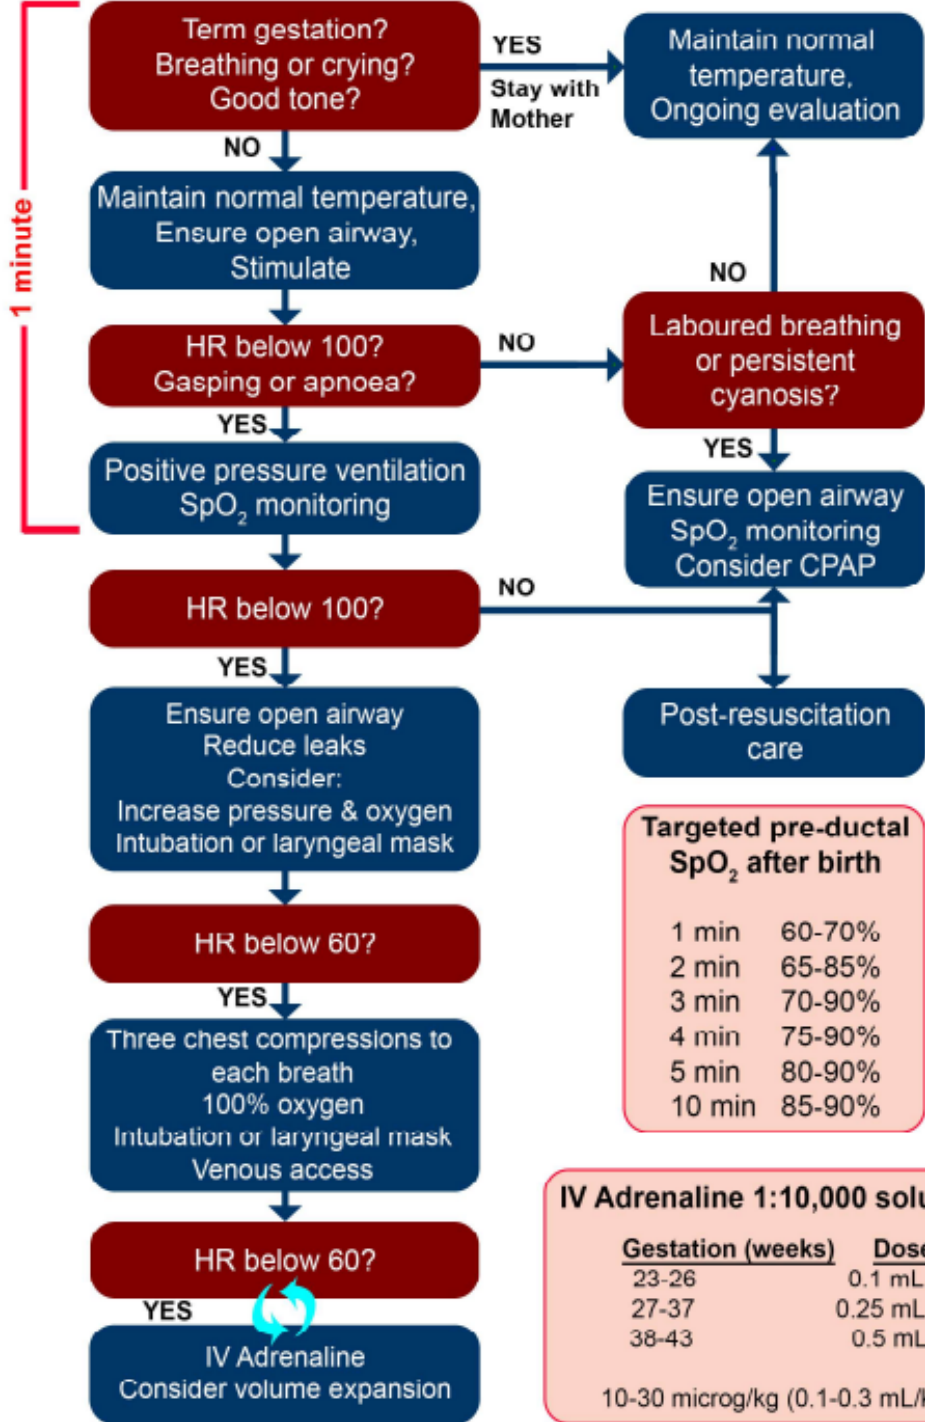 Term gestation?
Breathing or crying?
Good tone?
YES
Stay with
Mother
Maintain normal
temperature,
Ongoing evaluation
NO
Maintain normal temperature,
Ensure open airway,
Stimulate
1 minute
HR below 100?
Gasping or apnoea?
NO
Laboured breathing
or persistent
cyanosis?
NO
YES
Positive pressure ventilation
SpO₂ monitoring
YES
Ensure open airway
SpO₂ monitoring
Consider CPAP
HR below 100?
NO
YES
Ensure open airway
Reduce leaks
Consider:
Increase pressure & oxygen
Intubation or laryngeal mask
Post-resuscitation
care
HR below 60?
YES
Three chest compressions to
each breath
100% oxygen
Intubation or laryngeal mask
Venous access
HR below 60?
YES
IV Adrenaline
Consider volume expansion
Targeted pre-ductal
SpO₂ after birth
1 min 60-70%
2 min 65-85%
3 min 70-90%
4 min 75-90%
5 min 80-90%
10 min 85-90%
IV Adrenaline 1:10,000 solu
Gestation (weeks) Dose
23-26 0.1 mL
27-37 0.25 mL
38-43 0.5 mL
10-30 microg/kg (0.1-0.3 mL/k